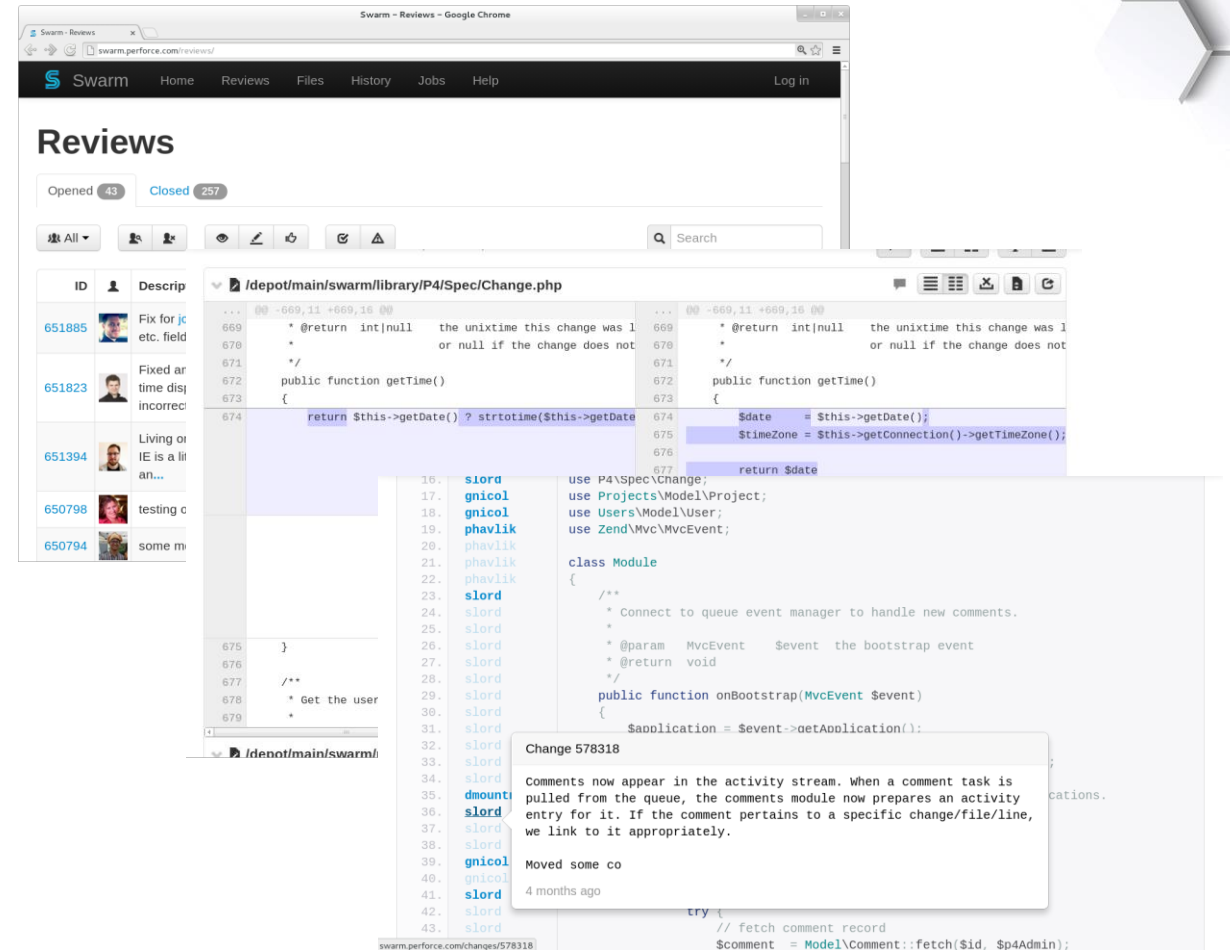 Swarm – Reviews – Google Chrome
Swarm - Reviews
swarm.perforce.com/reviews/
Swarm Home Reviews Files History Jobs Help Log in
Reviews
Opened 43 Closed 257
All
Search
ID Descrip
651885 Fix for jo
etc. field
651823 Fixed an
time disp
incorrect
651394 Living on
IE is a lit
an...
650798 testing o
650794 some me
/depot/main/swarm/library/P4/Spec/Change.php
... @@ -669,11 +669,16 @@ ... @@ -669,11 +669,16 @@
669 * @return int|null the unixtime this change was l 669 * @return int|null the unixtime this change was l
670 * or null if the change does not 670 * or null if the change does not
671 */ 671 */
672 public function getTime() 672 public function getTime()
673 { 673 {
674 return $this->getDate() ? strtotime($this->getDate 674 $date = $this->getDate();
675 $timeZone = $this->getConnection()->getTimeZone();
676
677 return $date
675 }
676
677 /**
678 * Get the user
679 *
/depot/main/swarm/
16. slord use P4\Spec\Change;
17. gnicol use Projects\Model\Project;
18. gnicol use Users\Model\User;
19. phavlik use Zend\Mvc\MvcEvent;
20. phavlik
21. phavlik class Module
22. phavlik {
23. slord /**
24. slord * Connect to queue event manager to handle new comments.
25. slord *
26. slord * @param MvcEvent $event the bootstrap event
27. slord * @return void
28. slord */
29. slord public function onBootstrap(MvcEvent $event)
30. slord {
31. slord $application = $event->getApplication();
32. slord
33. slord ;
34. slord
35. dmount cations.
36. slord
37. slord
38. slord
39. gnicol
40. gnicol
41. slord
42. slord try {
43. slord // fetch comment record
$comment = Model\Comment::fetch($id, $p4Admin);
Change 578318
Comments now appear in the activity stream. When a comment task is
pulled from the queue, the comments module now prepares an activity
entry for it. If the comment pertains to a specific change/file/line,
we link to it appropriately.
Moved some co
4 months ago
swarm.perforce.com/changes/578318